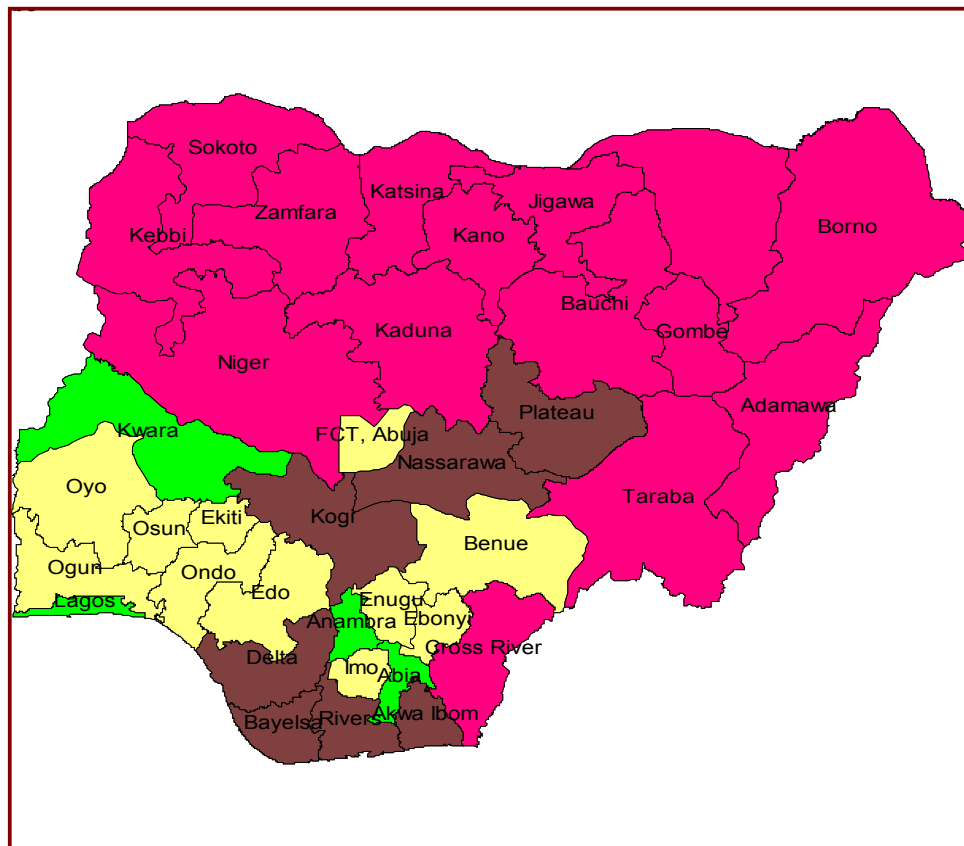 Sokoto
Katsina
Jigawa
Zamfara
Borno
Kebbi
Kano
Bauchi
Kaduna
Gombe
Niger
Adamawa
Plateau
Kwara
FCT, Abuja
Nassarawa
Oyo
Taraba
Kogi
Ekiti
Osun
Benue
Ogun
Ondo
Edo
Lagos
Enugu
Anambra
Ebonyi
Cross River
Delta
Imo
Abia
Bayelsa
Rivers
Akwa Ibom